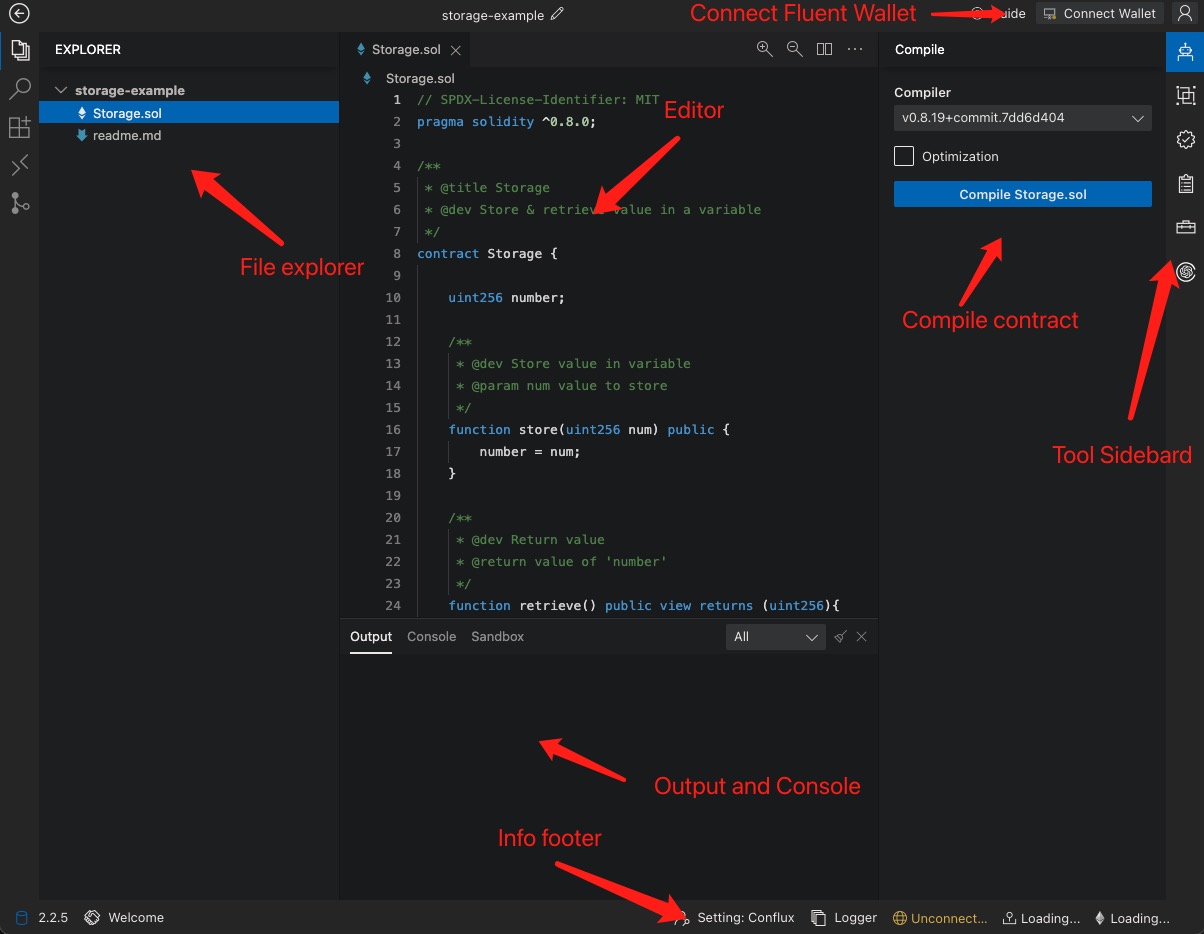 storage-example
Connect Fluent Wallet
Connect Wallet
EXPLORER
storage-example
Storage.sol
readme.md
File explorer
Storage.sol
Storage.sol
Editor
1 // SPDX-License-Identifier: MIT
2 pragma solidity ^0.8.0;
3
4 /**
5 * @title Storage
6 * @dev Store & retrieve value in a variable
7 */
8 contract Storage {
9
10 uint256 number;
11
12 /**
13 * @dev Store value in variable
14 * @param num value to store
15 */
16 function store(uint256 num) public {
17 number = num;
18 }
19
20 /**
21 * @dev Return value
22 * @return value of 'number'
23 */
24 function retrieve() public view returns (uint256){
Compile
Compiler
v0.8.19+commit.7dd6d404
Optimization
Compile Storage.sol
Compile contract
Tool Sidebard
Output Console Sandbox
All
Output and Console
Info footer
2.2.5 Welcome
Setting: Conflux Logger Unconnect... Loading... Loading...